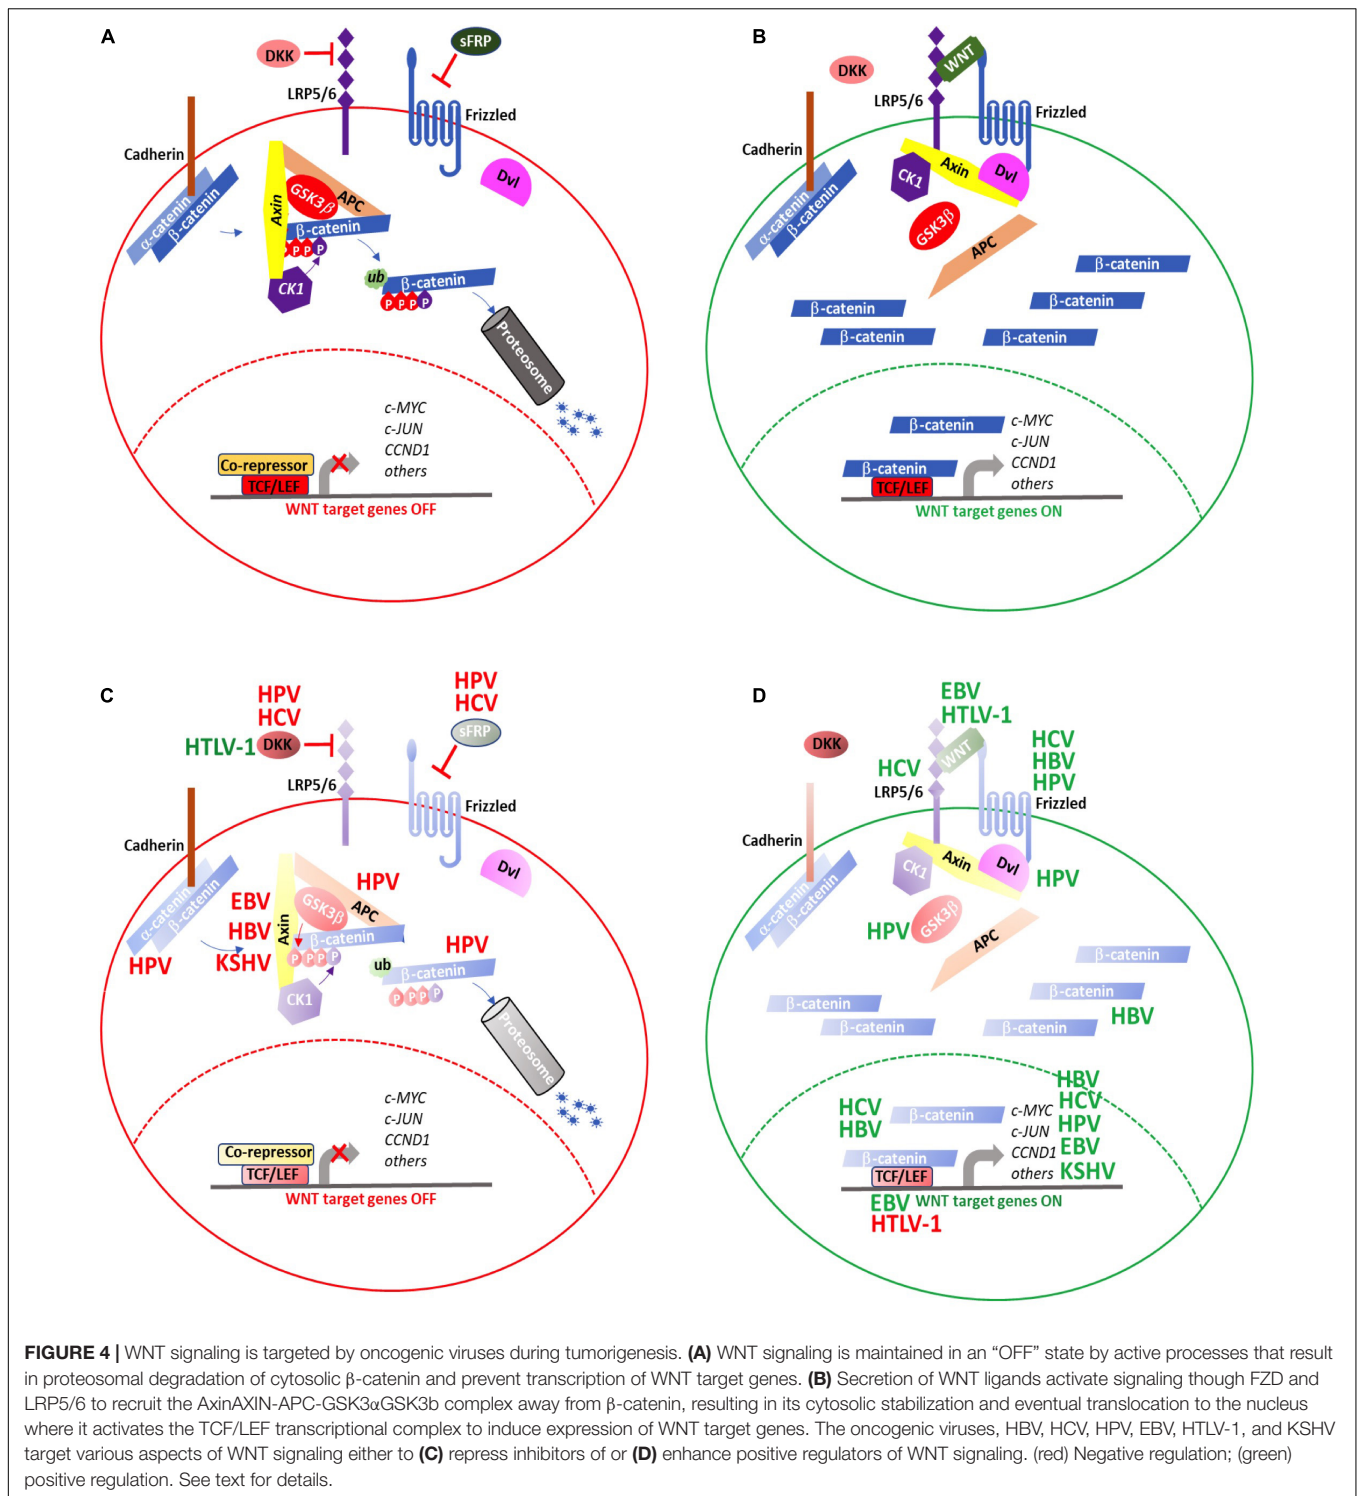 A
DKK
sFRP
LRP5/6
Frizzled
Cadherin
α-catenin
β-catenin
Axin
GSK3β
APC
β-catenin
P P P P
CK1
Dvl
ub
β-catenin
P P P P
Proteosome
c-MYC
c-JUN
CCND1
others
Co-repressor
TCF/LEF
WNT target genes OFF
B
DKK
WNT
LRP5/6
Frizzled
Cadherin
α-catenin
β-catenin
CK1
Axin
Dvl
GSK3β
APC
β-catenin
β-catenin
β-catenin
β-catenin
β-catenin
β-catenin
c-MYC
c-JUN
CCND1
others
β-catenin
TCF/LEF
WNT target genes ON
C
HPV
HCV
HTLV-1
DKK
HPV
HCV
sFRP
LRP5/6
Frizzled
Cadherin
α-catenin
β-catenin
HPV
EBV
HBV
KSHV
Axin
GSK3β
APC
HPV
β-catenin
P P P P
CK1
Dvl
ub
HPV
β-catenin
P P P P
Proteosome
c-MYC
c-JUN
CCND1
others
Co-repressor
TCF/LEF
WNT target genes OFF
D
EBV
HTLV-1
DKK
WNT
HCV
LRP5/6
HCV
HBV
HPV
Frizzled
Cadherin
α-catenin
β-catenin
CK1
Axin
Dvl
HPV
HPV
GSK3β
APC
β-catenin
β-catenin
HBV
β-catenin
β-catenin
β-catenin
HCV
HBV
β-catenin
c-MYC
c-JUN
CCND1
others
HBV
HCV
HPV
EBV
KSHV
β-catenin
TCF/LEF
EBV
HTLV-1
WNT target genes ON
FIGURE 4 | WNT signaling is targeted by oncogenic viruses during tumorigenesis. (A) WNT signaling is maintained in an “OFF” state by active processes that result
in proteosomal degradation of cytosolic β-catenin and prevent transcription of WNT target genes. (B) Secretion of WNT ligands activate signaling though FZD and
LRP5/6 to recruit the AxinAXIN-APC-GSK3αGSK3b complex away from β-catenin, resulting in its cytosolic stabilization and eventual translocation to the nucleus
where it activates the TCF/LEF transcriptional complex to induce expression of WNT target genes. The oncogenic viruses, HBV, HCV, HPV, EBV, HTLV-1, and KSHV
target various aspects of WNT signaling either to (C) repress inhibitors of or (D) enhance positive regulators of WNT signaling. (red) Negative regulation; (green)
positive regulation. See text for details.